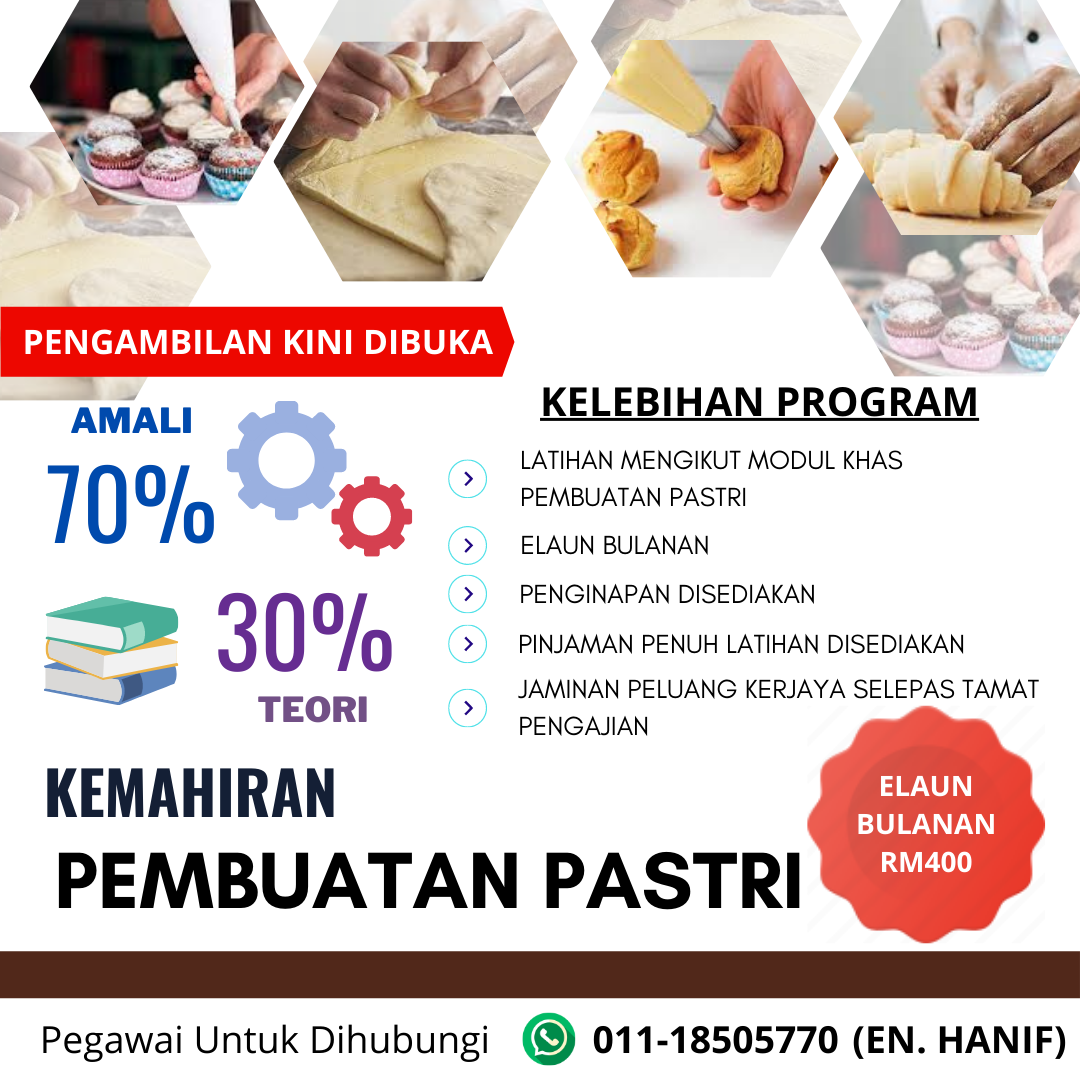 PENGAMBILAN KINI DIBUKA
AMALI
70%
30%
TEORI
KELEBIHAN PROGRAM
LATIHAN MENGIKUT MODUL KHAS
PEMBUATAN PASTRI
ELAUN BULANAN
PENGINAPAN DISEDIAKAN
PINJAMAN PENUH LATIHAN DISEDIAKAN
JAMINAN PELUANG KERJAYA SELEPAS TAMAT
PENGAJIAN
KEMAHIRAN
PEMBUATAN PASTRI
ELAUN
BULANAN
RM400
Pegawai Untuk Dihubungi 011-18505770 (EN. HANIF)